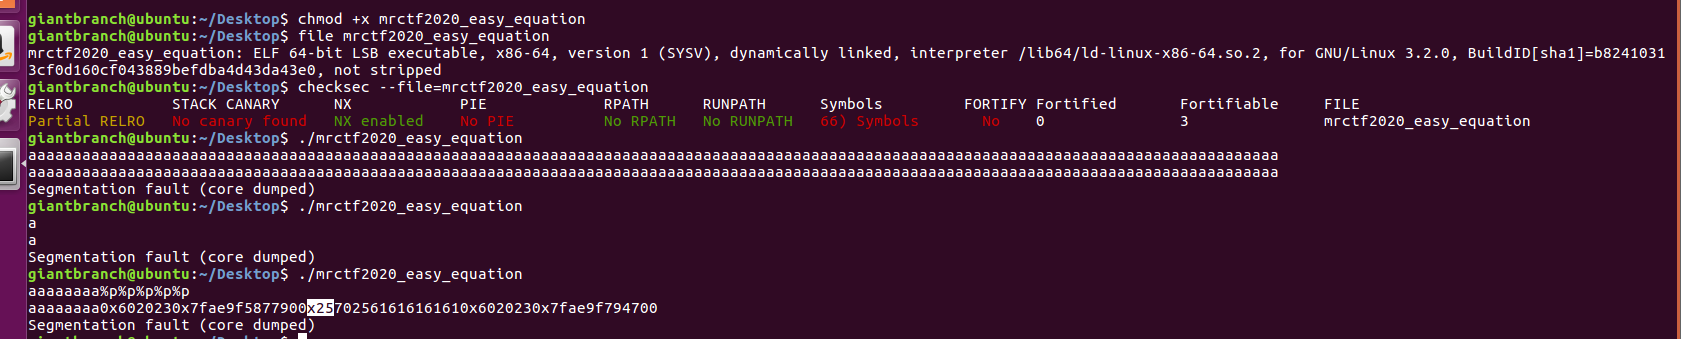 giantbranch@ubuntu:~/Desktop$ chmod +x mrctf2020_easy_equation
giantbranch@ubuntu:~/Desktop$ file mrctf2020_easy_equation
mrctf2020_easy_equation: ELF 64-bit LSB executable, x86-64, version 1 (SYSV), dynamically linked, interpreter /lib64/ld-linux-x86-64.so.2, for GNU/Linux 3.2.0, BuildID[sha1]=b8241031
3cf0d160cf043889befdba4d43da43e0, not stripped
giantbranch@ubuntu:~/Desktop$ checksec --file=mrctf2020_easy_equation
RELRO STACK CANARY NX PIE RPATH RUNPATH Symbols FORTIFY Fortified Fortifiable FILE
Partial RELRO No canary found NX enabled No PIE No RPATH No RUNPATH 66) Symbols No 0 3 mrctf2020_easy_equation
giantbranch@ubuntu:~/Desktop$ ./mrctf2020_easy_equation
aaaaaaaaaaaaaaaaaaaaaaaaaaaaaaaaaaaaaaaaaaaaaaaaaaaaaaaaaaaaaaaaaaaaaaaaaaaaaaaaaaaaaaaaaaaaaaaaaaaaaaaaaaaaaaaaaaaaaaaaaaaaaaaaaaaaaaaaaaa
aaaaaaaaaaaaaaaaaaaaaaaaaaaaaaaaaaaaaaaaaaaaaaaaaaaaaaaaaaaaaaaaaaaaaaaaaaaaaaaaaaaaaaaaaaaaaaaaaaaaaaaaaaaaaaaaaaaaaaaaaaaaaaaaaaaaaaaaaaa
Segmentation fault (core dumped)
giantbranch@ubuntu:~/Desktop$ ./mrctf2020_easy_equation
a
a
Segmentation fault (core dumped)
giantbranch@ubuntu:~/Desktop$ ./mrctf2020_easy_equation
aaaaaaaa%p%p%p%p%p
aaaaaaaa0x6020230x7fae9f5877900x25702561616161610x6020230x7fae9f794700
Segmentation fault (core dumped)
giantbranch@ubuntu:~/Desktop$